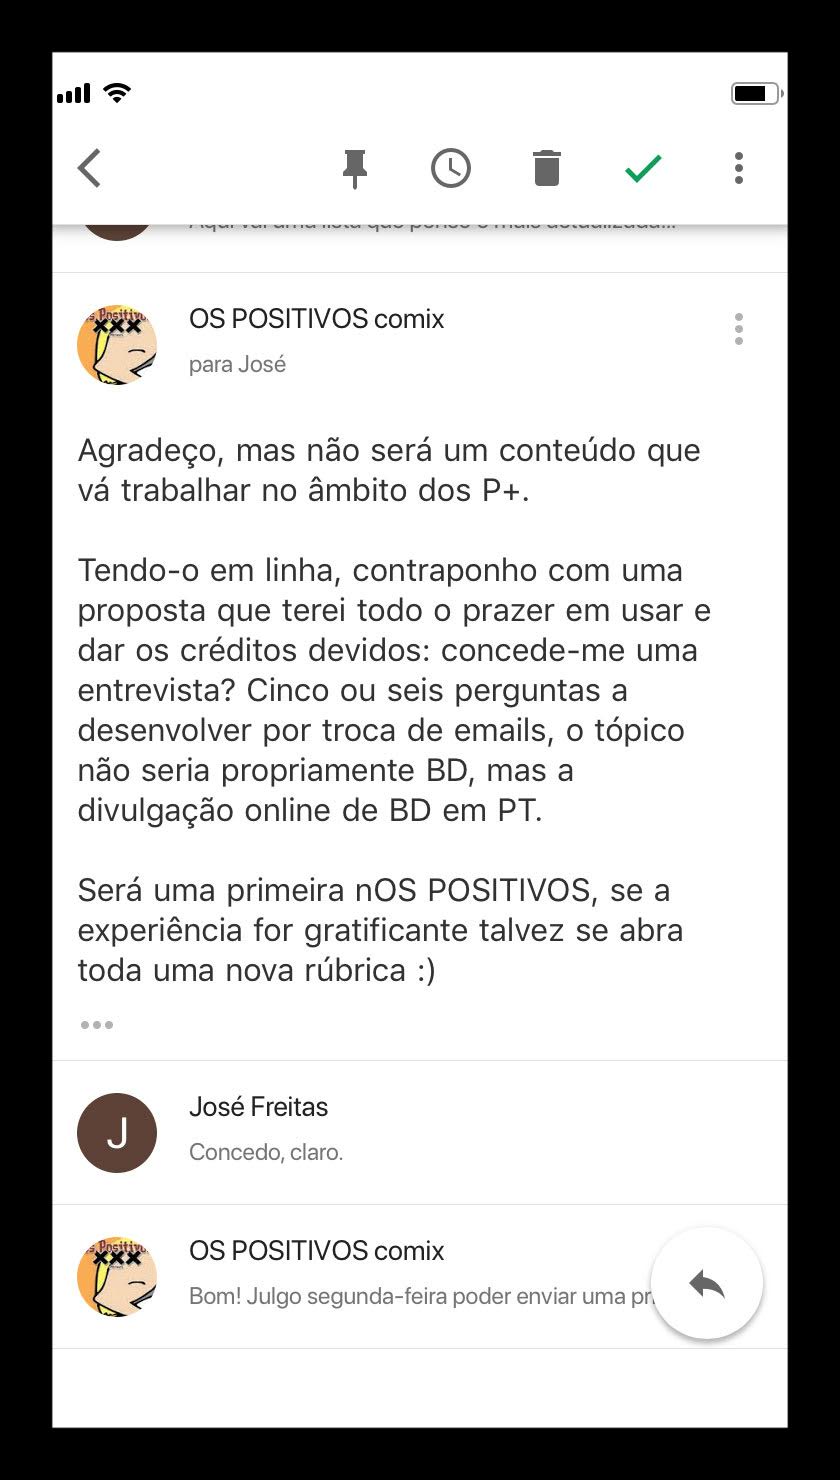 Aqui vai uma lista que penso é mais actualizada...
OS POSITIVOS comix
para José
Agradeço, mas não será um conteúdo que
vá trabalhar no âmbito dos P+.
Tendo-o em linha, contraponho com uma
proposta que terei todo o prazer em usar e
dar os créditos devidos: concede-me uma
entrevista? Cinco ou seis perguntas a
desenvolver por troca de emails, o tópico
não seria propriamente BD, mas a
divulgação online de BD em PT.
Será uma primeira nOS POSITIVOS, se a
experiência for gratificante talvez se abra
toda uma nova rúbrica :)
J
José Freitas
Concedo, claro.
OS POSITIVOS comix
Bom! Julgo segunda-feira poder enviar uma